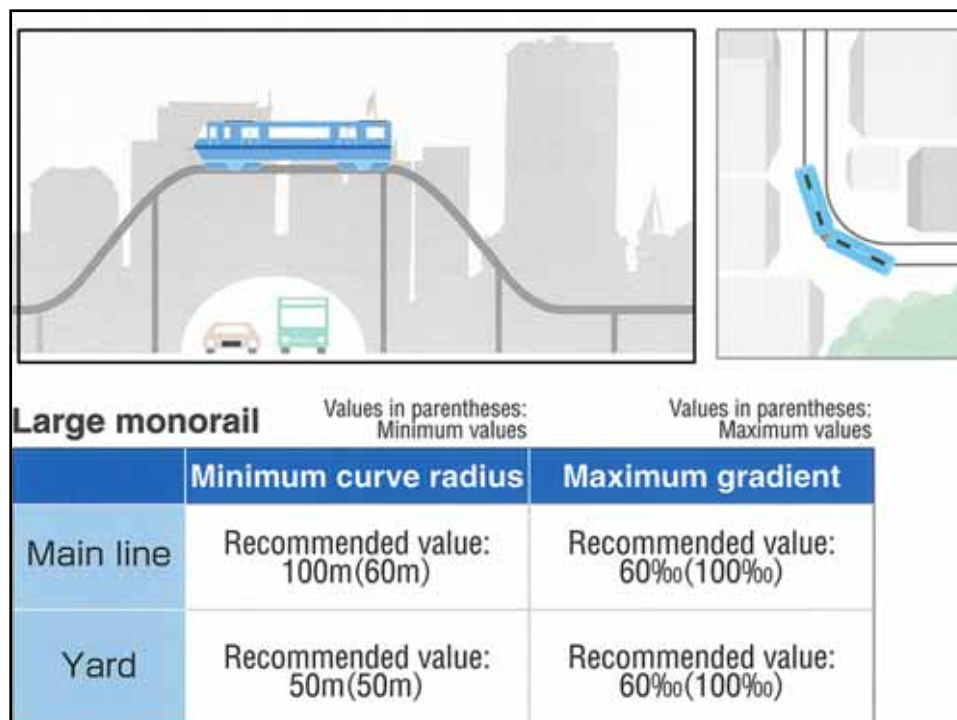 Large monorail
Values in parentheses:
Minimum values
Values in parentheses:
Maximum values
Minimum curve radius
Maximum gradient
Main line
Recommended value:
100m(60m)
Recommended value:
60‰(100‰)
Yard
Recommended value:
50m(50m)
Recommended value:
60‰(100‰)